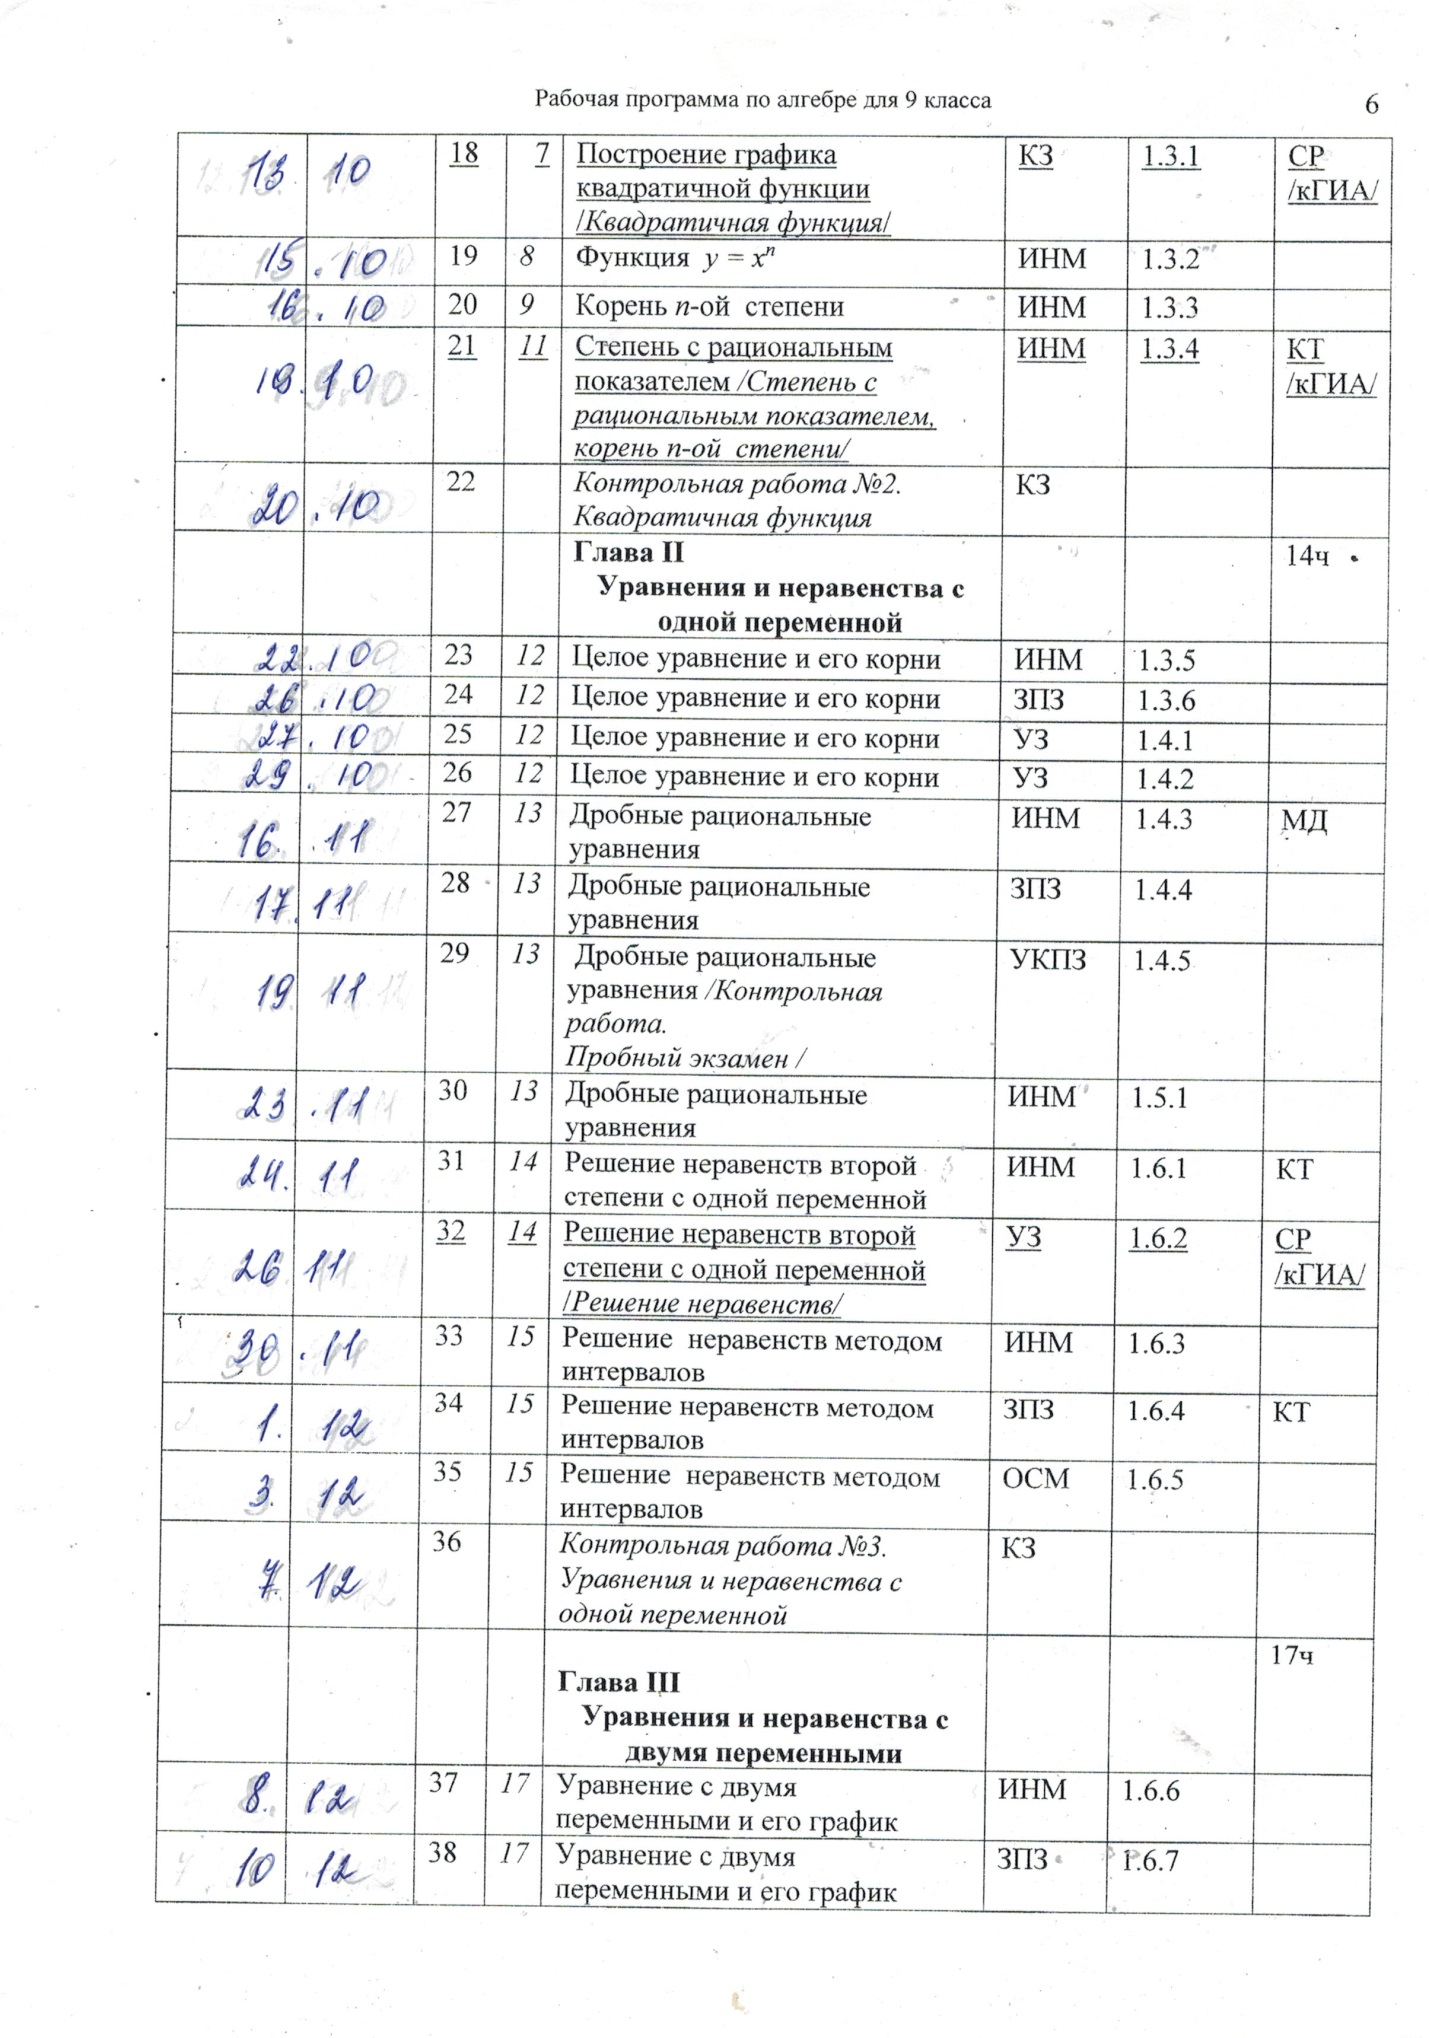 Рабочая программа по алгебре для 9 класса
6
13. 10 18 7 Построение графика КЗ 1.3.1 СР
квадратичной функции /кГИА/
/Квадратичная функция/
15.10 19 8 Функция y = xⁿ ИНМ 1.3.2
16.10 20 9 Корень n-ой степени ИНМ 1.3.3
21 11 Степень с рациональным ИНМ 1.3.4 КТ
19.10 показателем /Степень с /кГИА/
рациональным показателем,
корень n-ой степени/
22 Контрольная работа №2. КЗ
20.10 Квадратичная функция
Глава II 14ч
Уравнения и неравенства с
одной переменной
22.10 23 12 Целое уравнение и его корни ИНМ 1.3.5
26.10 24 12 Целое уравнение и его корни ЗПЗ 1.3.6
27.10 25 12 Целое уравнение и его корни УЗ 1.4.1
29.10 26 12 Целое уравнение и его корни УЗ 1.4.2
27 13 Дробные рациональные ИНМ 1.4.3 МД
16. 11 уравнения
28 13 Дробные рациональные ЗПЗ 1.4.4
17.11 уравнения
29 13 Дробные рациональные УКПЗ 1.4.5
19 11 уравнения /Контрольная
работа.
Пробный экзамен /
23.11 30 13 Дробные рациональные ИНМ 1.5.1
уравнения
24. 11 31 14 Решение неравенств второй ИНМ 1.6.1 КТ
степени с одной переменной
32 14 Решение неравенств второй УЗ 1.6.2 СР
26 11 степени с одной переменной /кГИА/
/Решение неравенств/
30.11 33 15 Решение неравенств методом ИНМ 1.6.3
интервалов
1. 12 34 15 Решение неравенств методом ЗПЗ 1.6.4 КТ
интервалов
3. 12 35 15 Решение неравенств методом ОСМ 1.6.5
интервалов
36 Контрольная работа №3. КЗ
7. 12 Уравнения и неравенства с
одной переменной
17ч
Глава III
Уравнения и неравенства с
двумя переменными
8. 12 37 17 Уравнение с двумя ИНМ 1.6.6
переменными и его график
10 .12 38 17 Уравнение с двумя ЗПЗ 1.6.7
переменными и его график